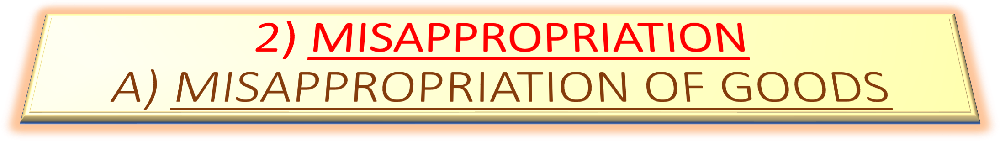 2) MISAPPROPRIATION
A) MISAPPROPRIATION OF GOODS